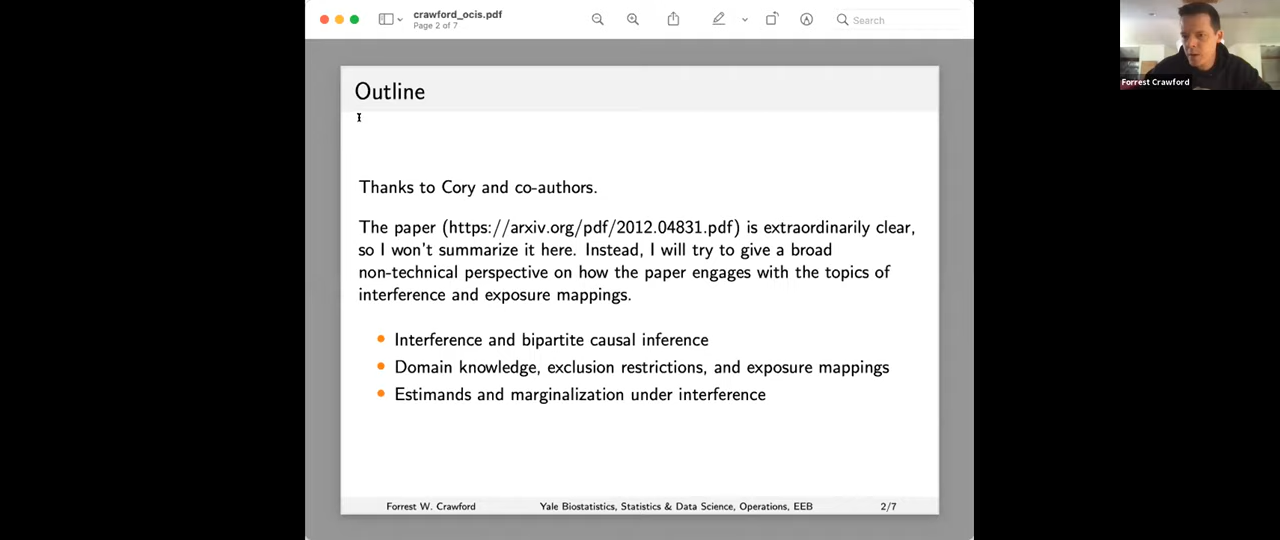 crawford_ocis.pdf
Page 2 of 7
Search
Forrest Crawford
Outline
Thanks to Cory and co-authors.
The paper (https://arxiv.org/pdf/2012.04831.pdf) is extraordinarily clear,
so I won't summarize it here. Instead, I will try to give a broad
non-technical perspective on how the paper engages with the topics of
interference and exposure mappings.
• Interference and bipartite causal inference
• Domain knowledge, exclusion restrictions, and exposure mappings
• Estimands and marginalization under interference
Forrest W. Crawford Yale Biostatistics, Statistics & Data Science, Operations, EEB 2/7